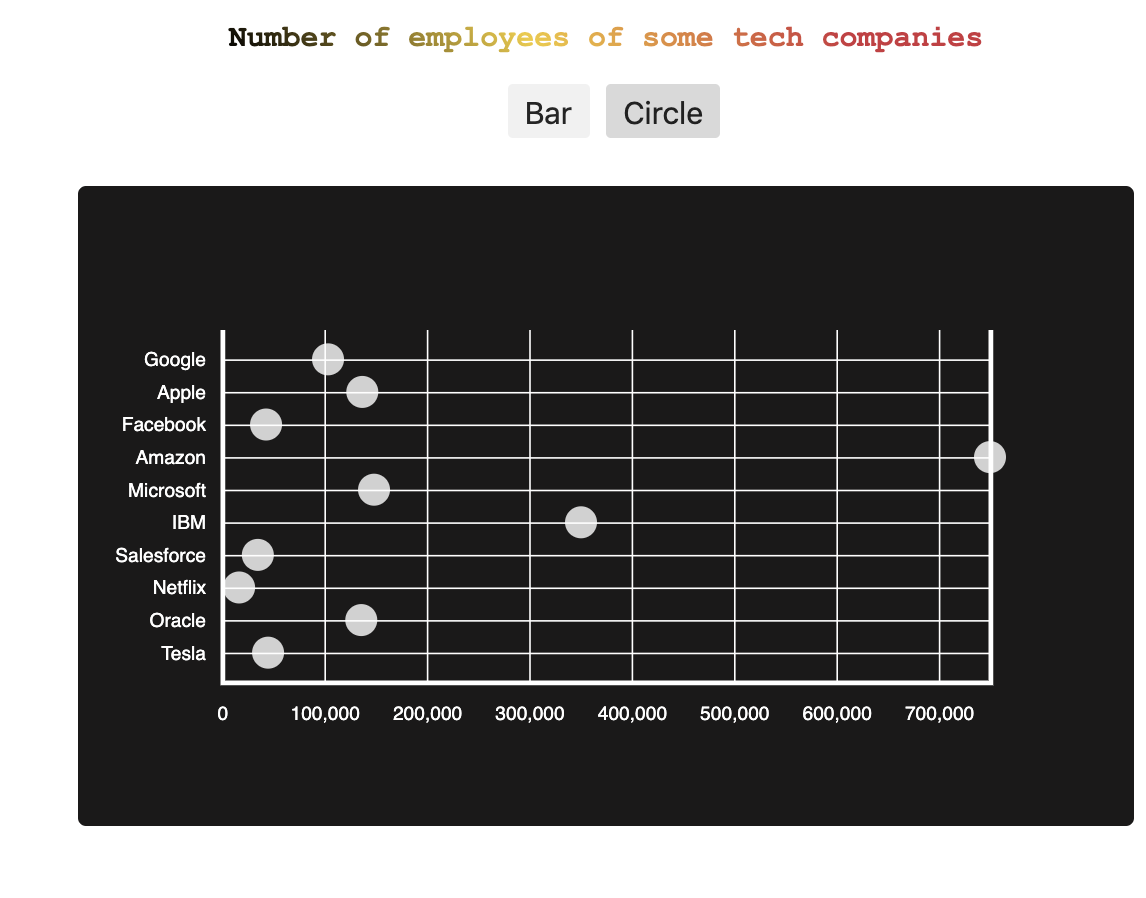 Number of employees of some tech companies
Bar Circle
Google
Apple
Facebook
Amazon
Microsoft
IBM
Salesforce
Netflix
Oracle
Tesla
0 100,000 200,000 300,000 400,000 500,000 600,000 700,000